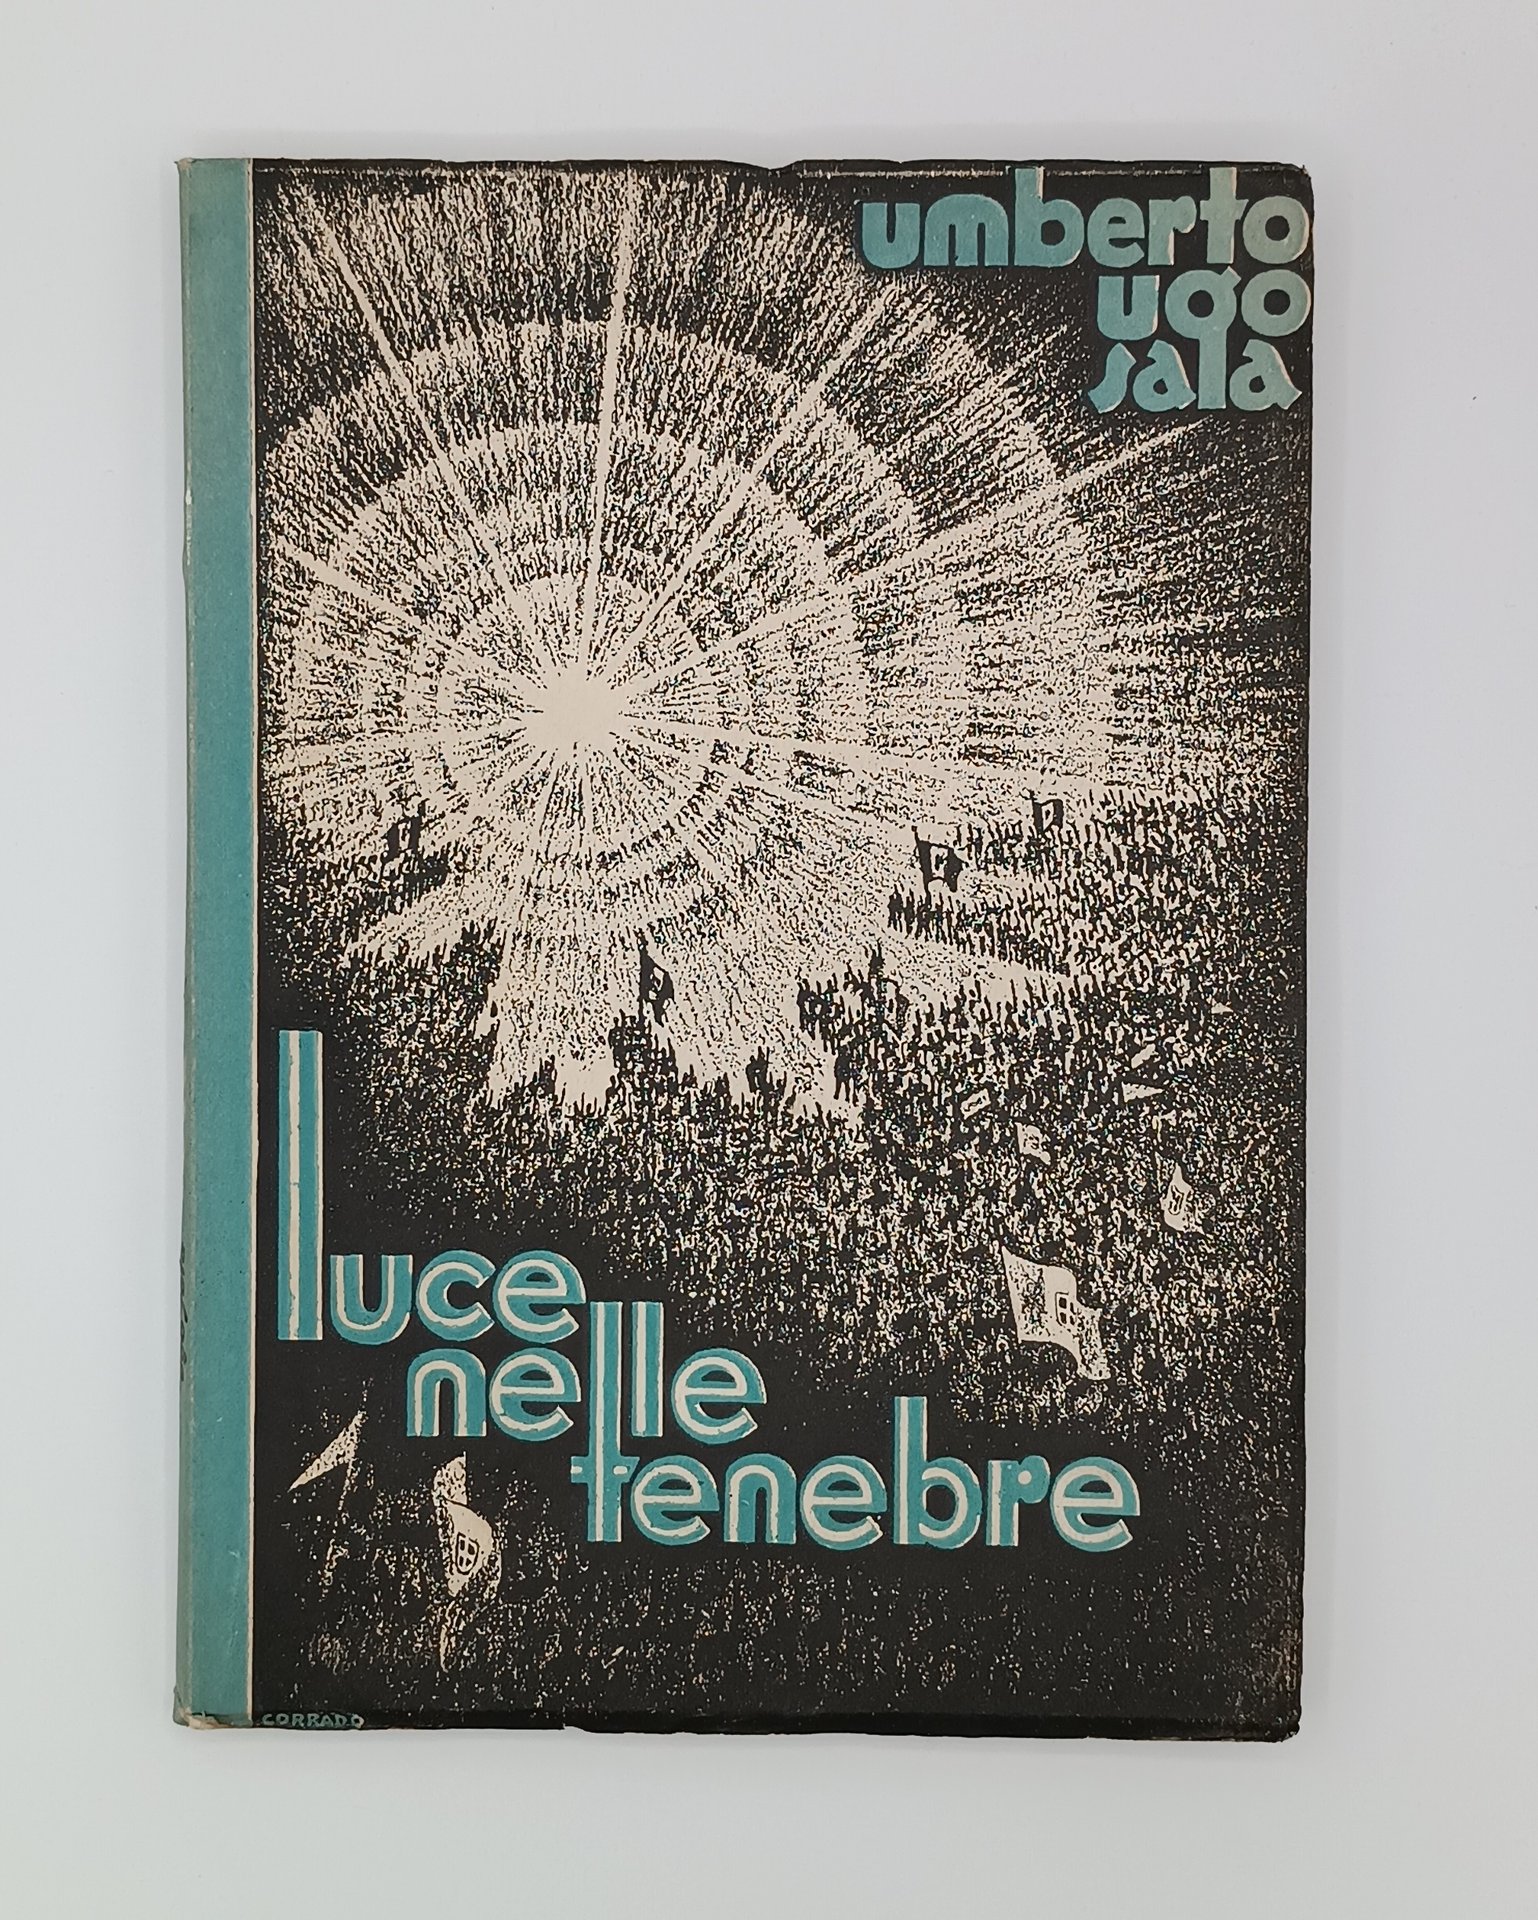 umberto
ugo
sala
luce
nelle
tenebre
CORRADO